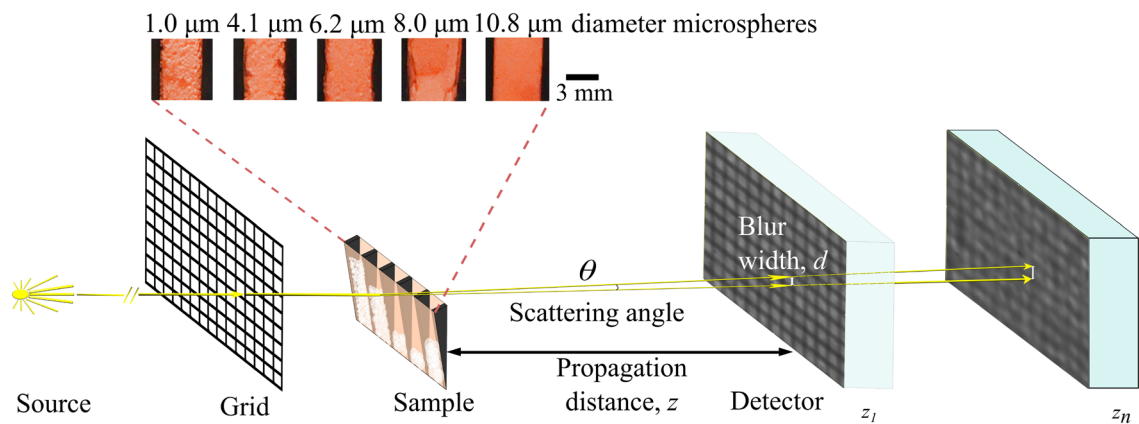 1.0 μm 4.1 μm 6.2 μm 8.0 μm 10.8 μm diameter microspheres
3 mm
Blur
width, d
θ
Scattering angle
Propagation
distance, z
Source
Grid
Sample
Detector
z₁
zₙ